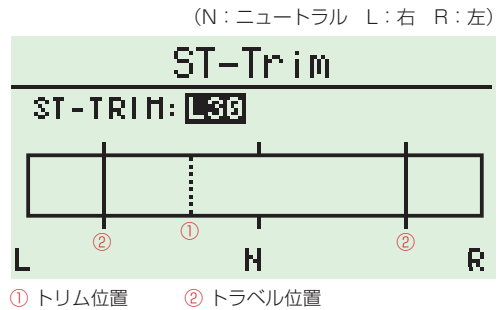 （N：ニュートラル　L：右　R：左）
ST-Trim
ST-TRIM: L30
② ① ②
L N R
① トリム位置　② トラベル位置